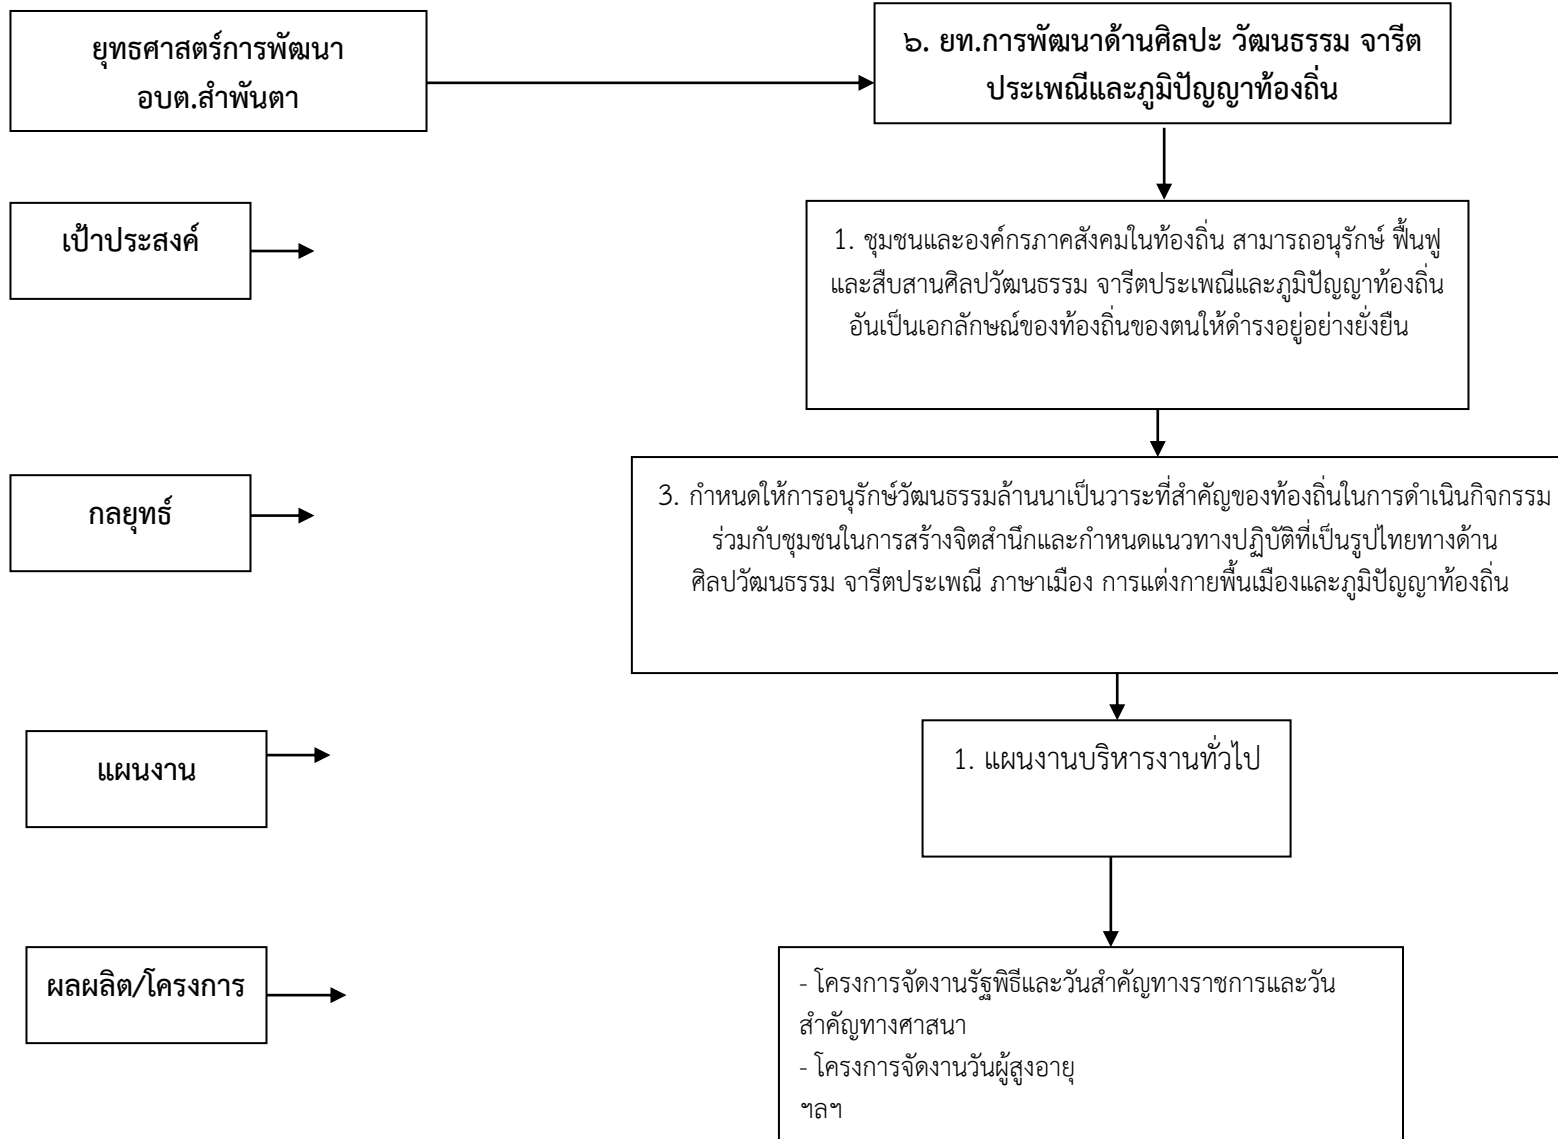 ยุทธศาสตร์การพัฒนา
อบต.สำพันตา
๖. ยท.การพัฒนาด้านศิลปะ วัฒนธรรม จารีต
ประเพณีและภูมิปัญญาท้องถิ่น
เป้าประสงค์
1. ชุมชนและองค์กรภาคสังคมในท้องถิ่น สามารถอนุรักษ์ ฟื้นฟู
และสืบสานศิลปวัฒนธรรม จารีตประเพณีและภูมิปัญญาท้องถิ่น
อันเป็นเอกลักษณ์ของท้องถิ่นของตนให้ดำรงอยู่อย่างยั่งยืน
กลยุทธ์
3. กำหนดให้การอนุรักษ์วัฒนธรรมล้านนาเป็นวาระที่สำคัญของท้องถิ่นในการดำเนินกิจกรรม
ร่วมกับชุมชนในการสร้างจิตสำนึกและกำหนดแนวทางปฏิบัติที่เป็นรูปไทยทางด้าน
ศิลปวัฒนธรรม จารีตประเพณี ภาษาเมือง การแต่งกายพื้นเมืองและภูมิปัญญาท้องถิ่น
แผนงาน
1. แผนงานบริหารงานทั่วไป
ผลผลิต/โครงการ
- โครงการจัดงานรัฐพิธีและวันสำคัญทางราชการและวัน
สำคัญทางศาสนา
- โครงการจัดงานวันผู้สูงอายุ
ฯลฯ